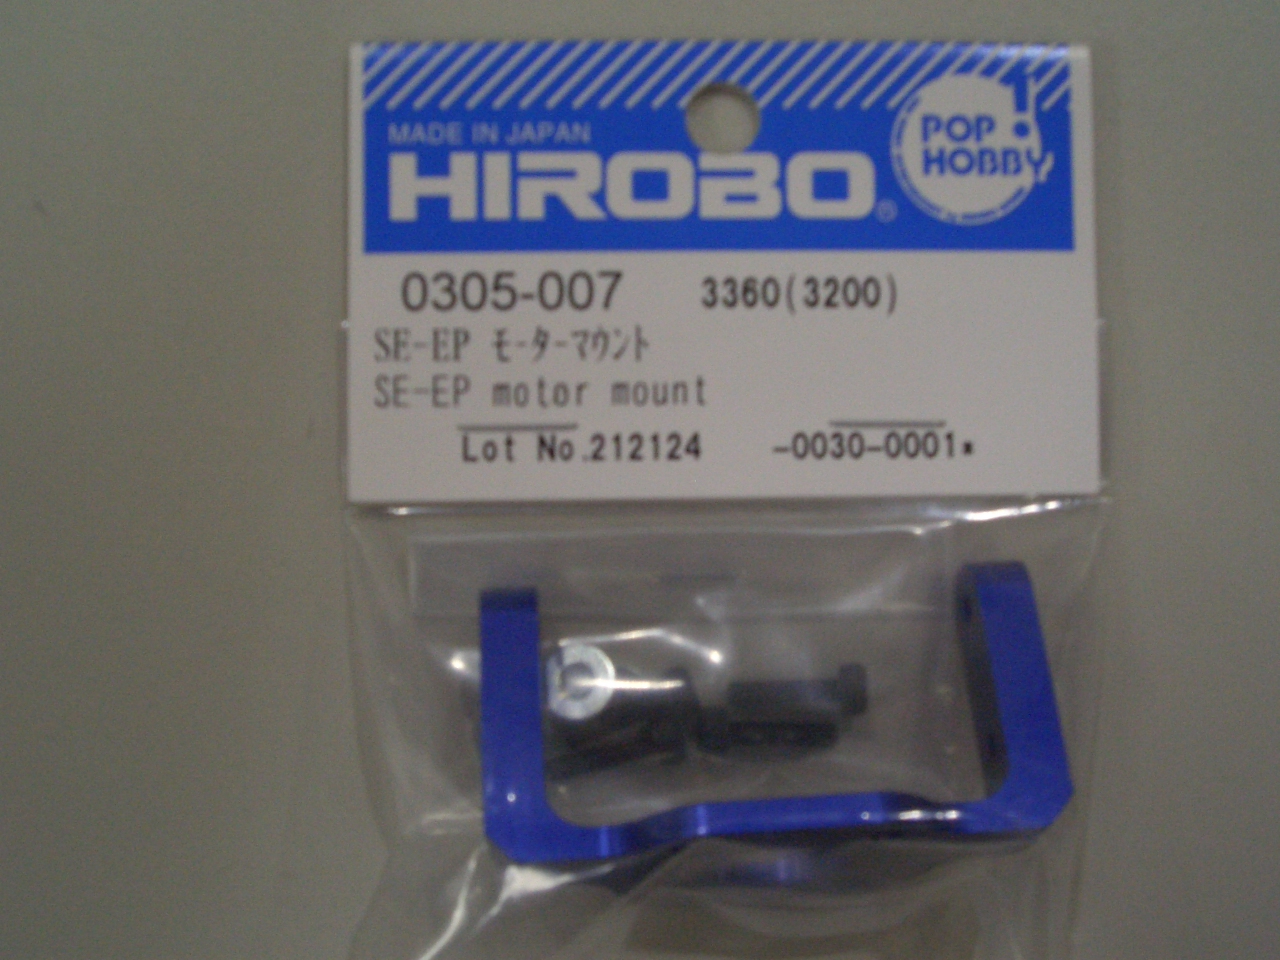 MADE IN JAPAN
HIROBO®
POP !
HOBBY
0305-007 3360(3200)
SE-EP モーターマウント
SE-EP motor mount
Lot No.212124 -0030-0001*